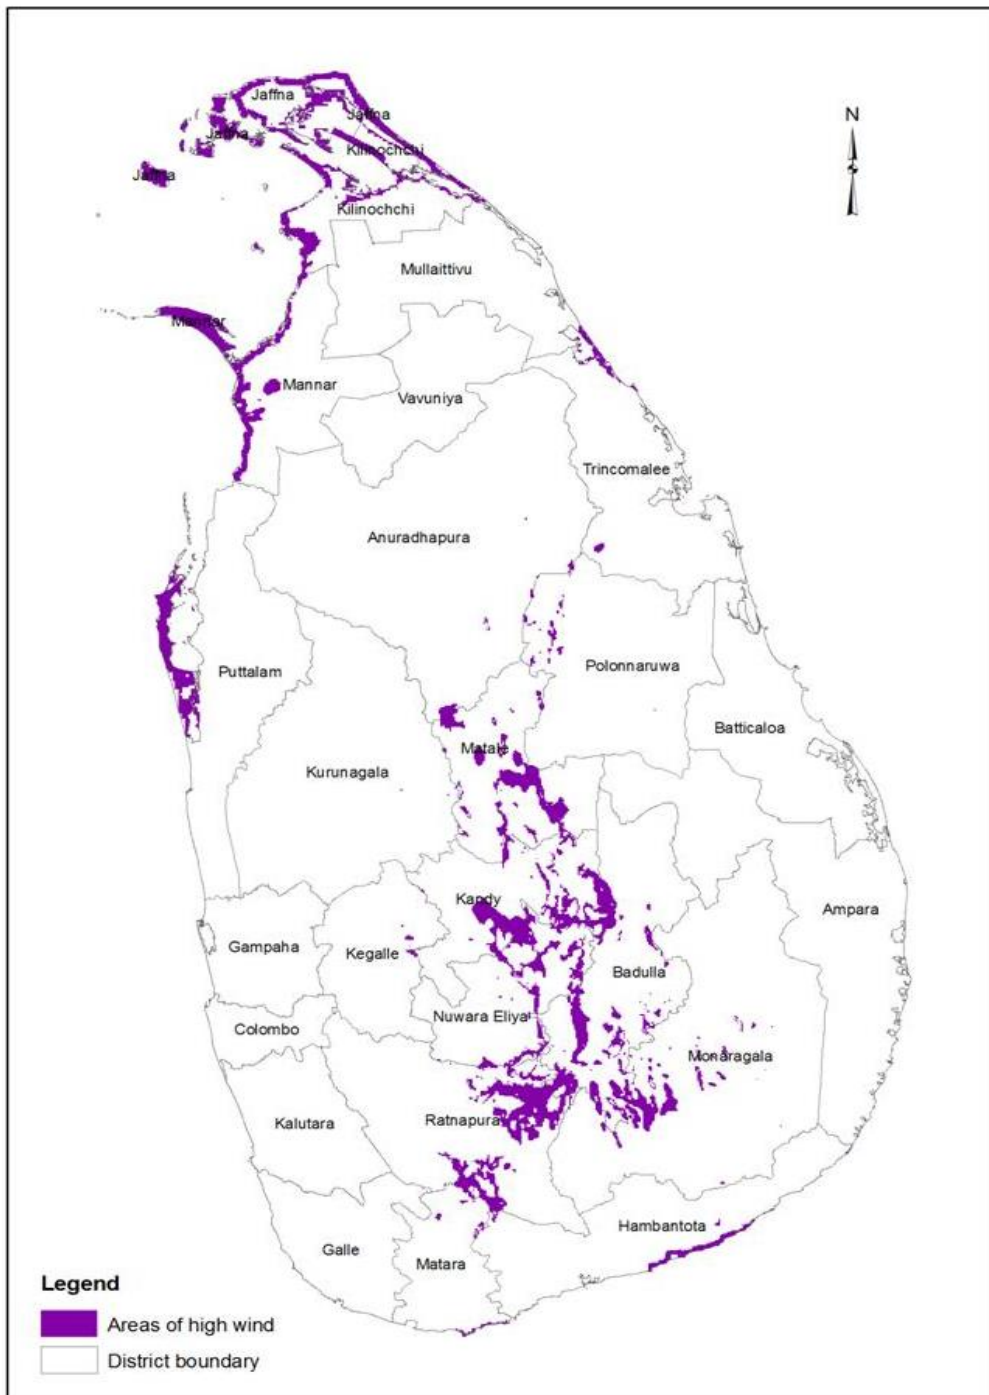 Jaffna
N
Jaffna
Jaffna
Kilinochchi
Jaffna
Kilinochchi
Mullaittivu
Mannar
Mannar
Vavuniya
Trincomalee
Anuradhapura
Polonnaruwa
Puttalam
Batticaloa
Matale
Kurunagala
Kandy
Ampara
Gampaha
Kegalle
Badulla
Nuwara Eliya
Colombo
Monaragala
Kalutara
Ratnapura
Hambantota
Galle
Matara
Legend
Areas of high wind
District boundary